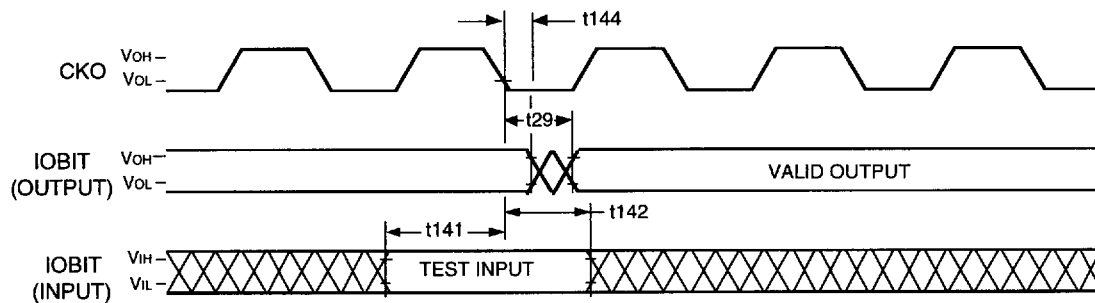 t144
VOH
CKO
VOL
t29
IOBIT
(OUTPUT)
VOH
VOL
VALID OUTPUT
t142
t141
IOBIT
(INPUT)
VIH
VIL
TEST INPUT